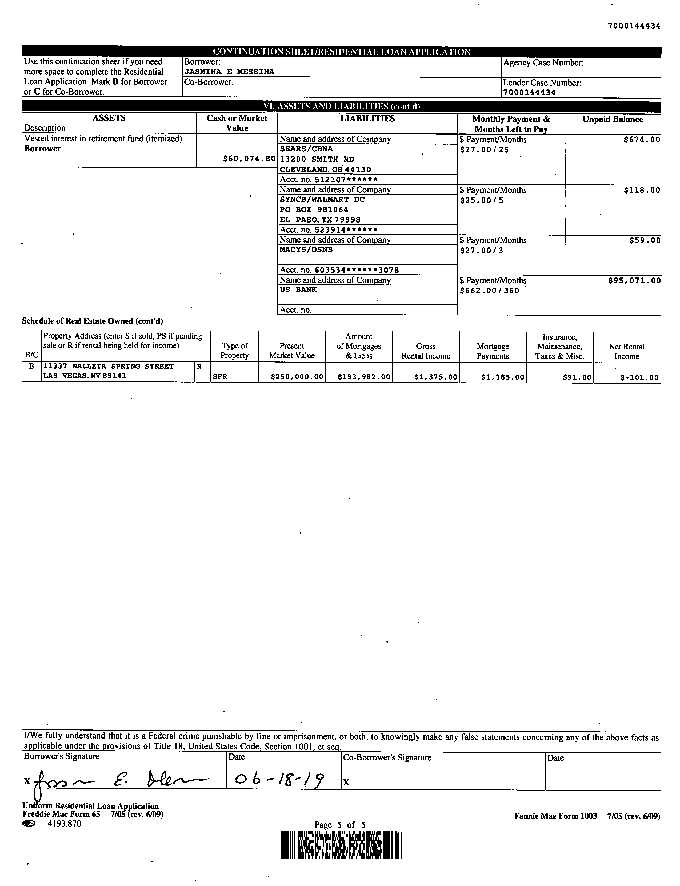 7000144434
CONTINUATION SHEET/RESIDENTIAL LOAN APPLICATION
Use this continuation sheet if you need more space to complete the Residential Loan Application. Mark B for Borrower or C for Co-Borrower.
Borrower:
JASMINA E MESSINA
Co-Borrower:
Agency Case Number:
Lender Case Number:
7000144434
VI. ASSETS AND LIABILITIES (cont'd)
ASSETS
Description
Cash or Market Value
LIABILITIES
Monthly Payment & Months Left to Pay
Unpaid Balance
Vested interest in retirement fund (itemized)
Borrower
$60,074.80
Name and address of Company
SEARS/CBNA
13200 SMITH RD
CLEVELAND, OH 44130
Acct. no. 512107******
$ Payment/Months
$27.00/25
$674.00
Name and address of Company
SYNCB/WALMART DC
PO BOX 981064
EL PASO, TX 79998
Acct. no. 523914******
$ Payment/Months
$25.00/5
$118.00
Name and address of Company
MACYS/DSNB
Acct. no. 603534******3078
$ Payment/Months
$27.00/3
$59.00
Name and address of Company
US BANK
Acct. no.
$ Payment/Months
$662.00/360
$95,071.00
Schedule of Real Estate Owned (cont'd)
B/C
Property Address (enter S if sold, PS if pending sale or R if rental being held for income)
Type of Property
Present Market Value
Amount of Mortgages & Liens
Gross Rental Income
Mortgage Payments
Insurance, Maintenance, Taxes & Misc.
Net Rental Income
B
11337 SPRING STREET
LAS VEGAS, NV 89141
R
SFR
$250,000.00
$1,375.00
$91.00
$-101.00
I/We fully understand that it is a Federal crime punishable by fine or imprisonment, or both, to knowingly make any false statements concerning any of the above facts as
applicable under the provisions of Title 18, United States Code, Section 1001, et seq.
Borrower's Signature
Date
Co-Borrower's Signature
Date
x
06-18-19
x
Uniform Residential Loan Application
Freddie Mac Form 65 7/05 (rev. 6/09)
4193.870
Page 5 of 5
Fannie Mae Form 1003 7/05 (rev. 6/09)